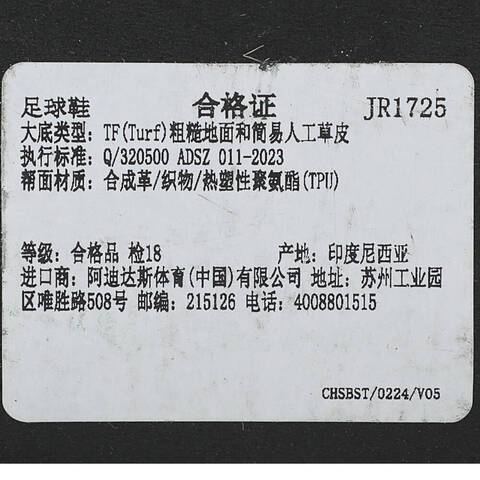 足球鞋 合格证 JR1725
大底类型: TF(Turf)粗糙地面和简易人工草皮
执行标准: Q/320500 ADSZ 011-2023
帮面材质: 合成革/织物/热塑性聚氨酯(TPU)
等级: 合格品 检18 产地: 印度尼西亚
进口商: 阿迪达斯体育(中国)有限公司 地址: 苏州工业园
区唯胜路508号 邮编: 215126 电话: 4008801515
CHSBST/0224/V05